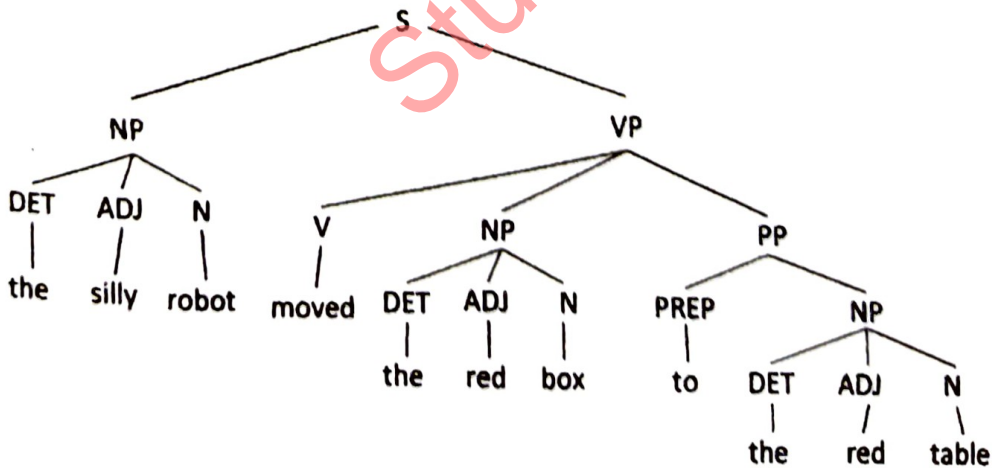 S
Stu
NP VP
DET ADJ N V NP PP
the silly robot moved DET ADJ N PREP NP
the red box to DET ADJ N
the red table